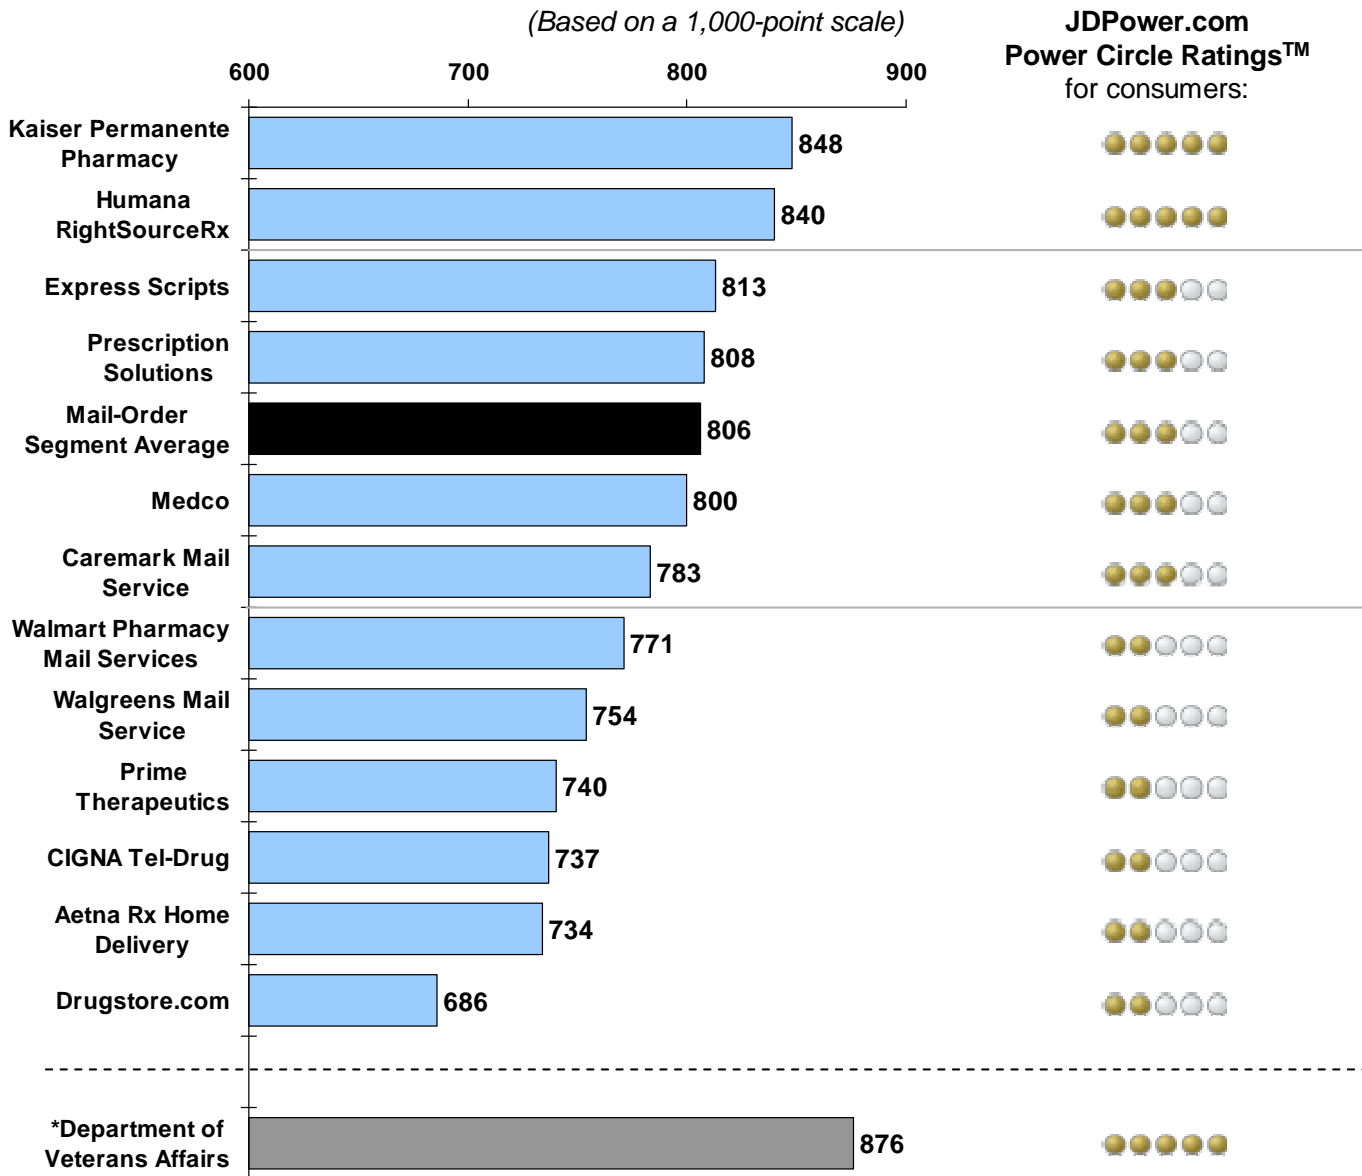 (Based on a 1,000-point scale)
JDPower.com
Power Circle Ratings™
for consumers:
600 700 800 900
Kaiser Permanente
Pharmacy
848
Humana
RightSourceRx
840
Express Scripts
813
Prescription
Solutions
808
Mail-Order
Segment Average
806
Medco
800
Caremark Mail
Service
783
Walmart Pharmacy
Mail Services
771
Walgreens Mail
Service
754
Prime
Therapeutics
740
CIGNA Tel-Drug
737
Aetna Rx Home
Delivery
734
Drugstore.com
686
*Department of
Veterans Affairs
876